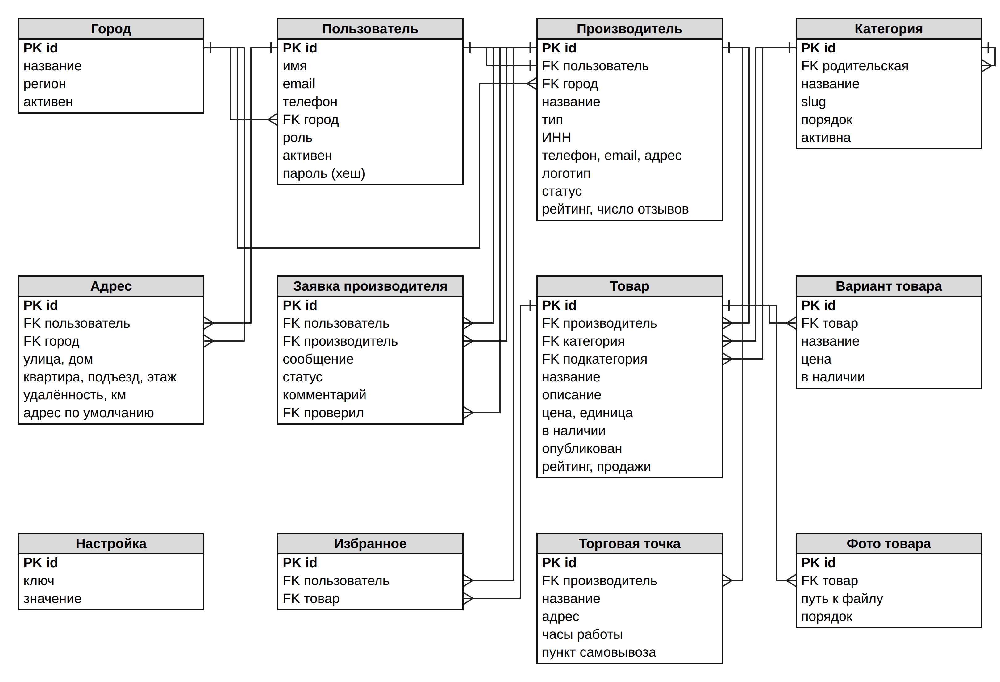 Город
PK id
название
регион
активен
Пользователь
PK id
имя
email
телефон
FK город
роль
активен
пароль (хеш)
Производитель
PK id
FK пользователь
FK город
название
тип
ИНН
телефон, email, адрес
логотип
статус
рейтинг, число отзывов
Категория
PK id
FK родительская
название
slug
порядок
активна
Адрес
PK id
FK пользователь
FK город
улица, дом
квартира, подъезд, этаж
удалённость, км
адрес по умолчанию
Заявка производителя
PK id
FK пользователь
FK производитель
сообщение
статус
комментарий
FK проверил
Товар
PK id
FK производитель
FK категория
FK подкатегория
название
описание
цена, единица
в наличии
опубликован
рейтинг, продажи
Вариант товара
PK id
FK товар
название
цена
в наличии
Настройка
PK id
ключ
значение
Избранное
PK id
FK пользователь
FK товар
Торговая точка
PK id
FK производитель
название
адрес
часы работы
пункт самовывоза
Фото товара
PK id
FK товар
путь к файлу
порядок